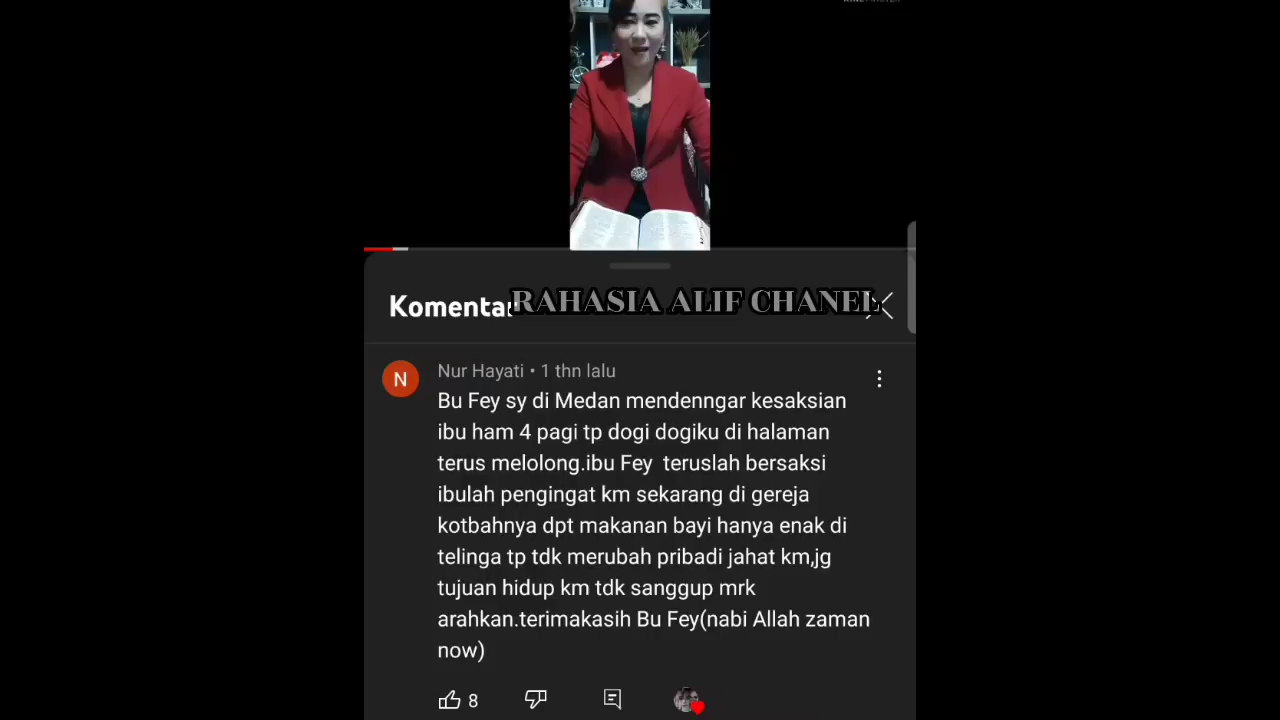 Komentar
RAHASIA ALIF CHANEL
N
Nur Hayati • 1 thn lalu
Bu Fey sy di Medan mendenngar kesaksian
ibu ham 4 pagi tp dogi dogiku di halaman
terus melolong.ibu Fey teruslah bersaksi
ibulah pengingat km sekarang di gereja
kotbahnya dpt makanan bayi hanya enak di
telinga tp tdk merubah pribadi jahat km,jg
tujuan hidup km tdk sanggup mrk
arahkan.terimakasih Bu Fey(nabi Allah zaman
now)
8